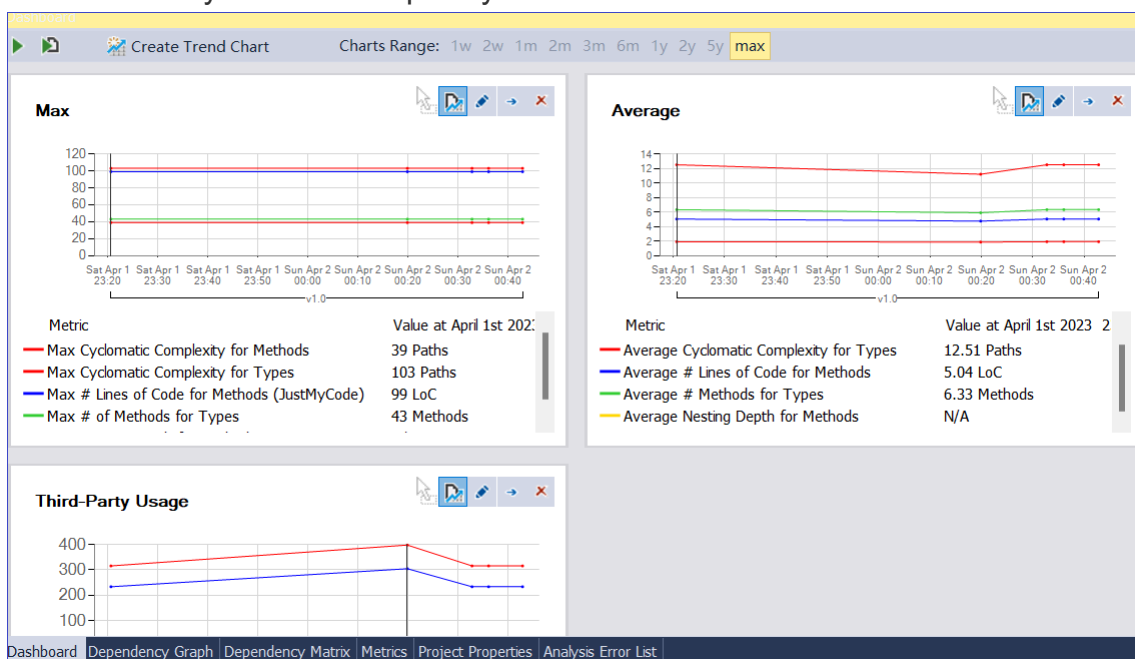 Dashboard
Create Trend Chart Charts Range: 1w 2w 1m 2m 3m 6m 1y 2y 5y max
Max
120
100
80
60
40
20
0
Sat Apr 1 Sat Apr 1 Sat Apr 1 Sat Apr 1 Sun Apr 2 Sun Apr 2 Sun Apr 2 Sun Apr 2 Sun Apr 2
23:20 23:30 23:40 23:50 00:00 00:10 00:20 00:30 00:40
v1.0
Metric Value at April 1st 202
Max Cyclomatic Complexity for Methods 39 Paths
Max Cyclomatic Complexity for Types 103 Paths
Max # Lines of Code for Methods (JustMyCode) 99 LoC
Max # of Methods for Types 43 Methods
Average
14
12
10
8
6
4
2
0
Sat Apr 1 Sat Apr 1 Sat Apr 1 Sat Apr 1 Sun Apr 2 Sun Apr 2 Sun Apr 2 Sun Apr 2 Sun Apr 2
23:20 23:30 23:40 23:50 00:00 00:10 00:20 00:30 00:40
v1.0
Metric Value at April 1st 2023 2
Average Cyclomatic Complexity for Types 12.51 Paths
Average # Lines of Code for Methods 5.04 LoC
Average # Methods for Types 6.33 Methods
Average Nesting Depth for Methods N/A
Third-Party Usage
400
300
200
100
Dashboard Dependency Graph Dependency Matrix Metrics Project Properties Analysis Error List